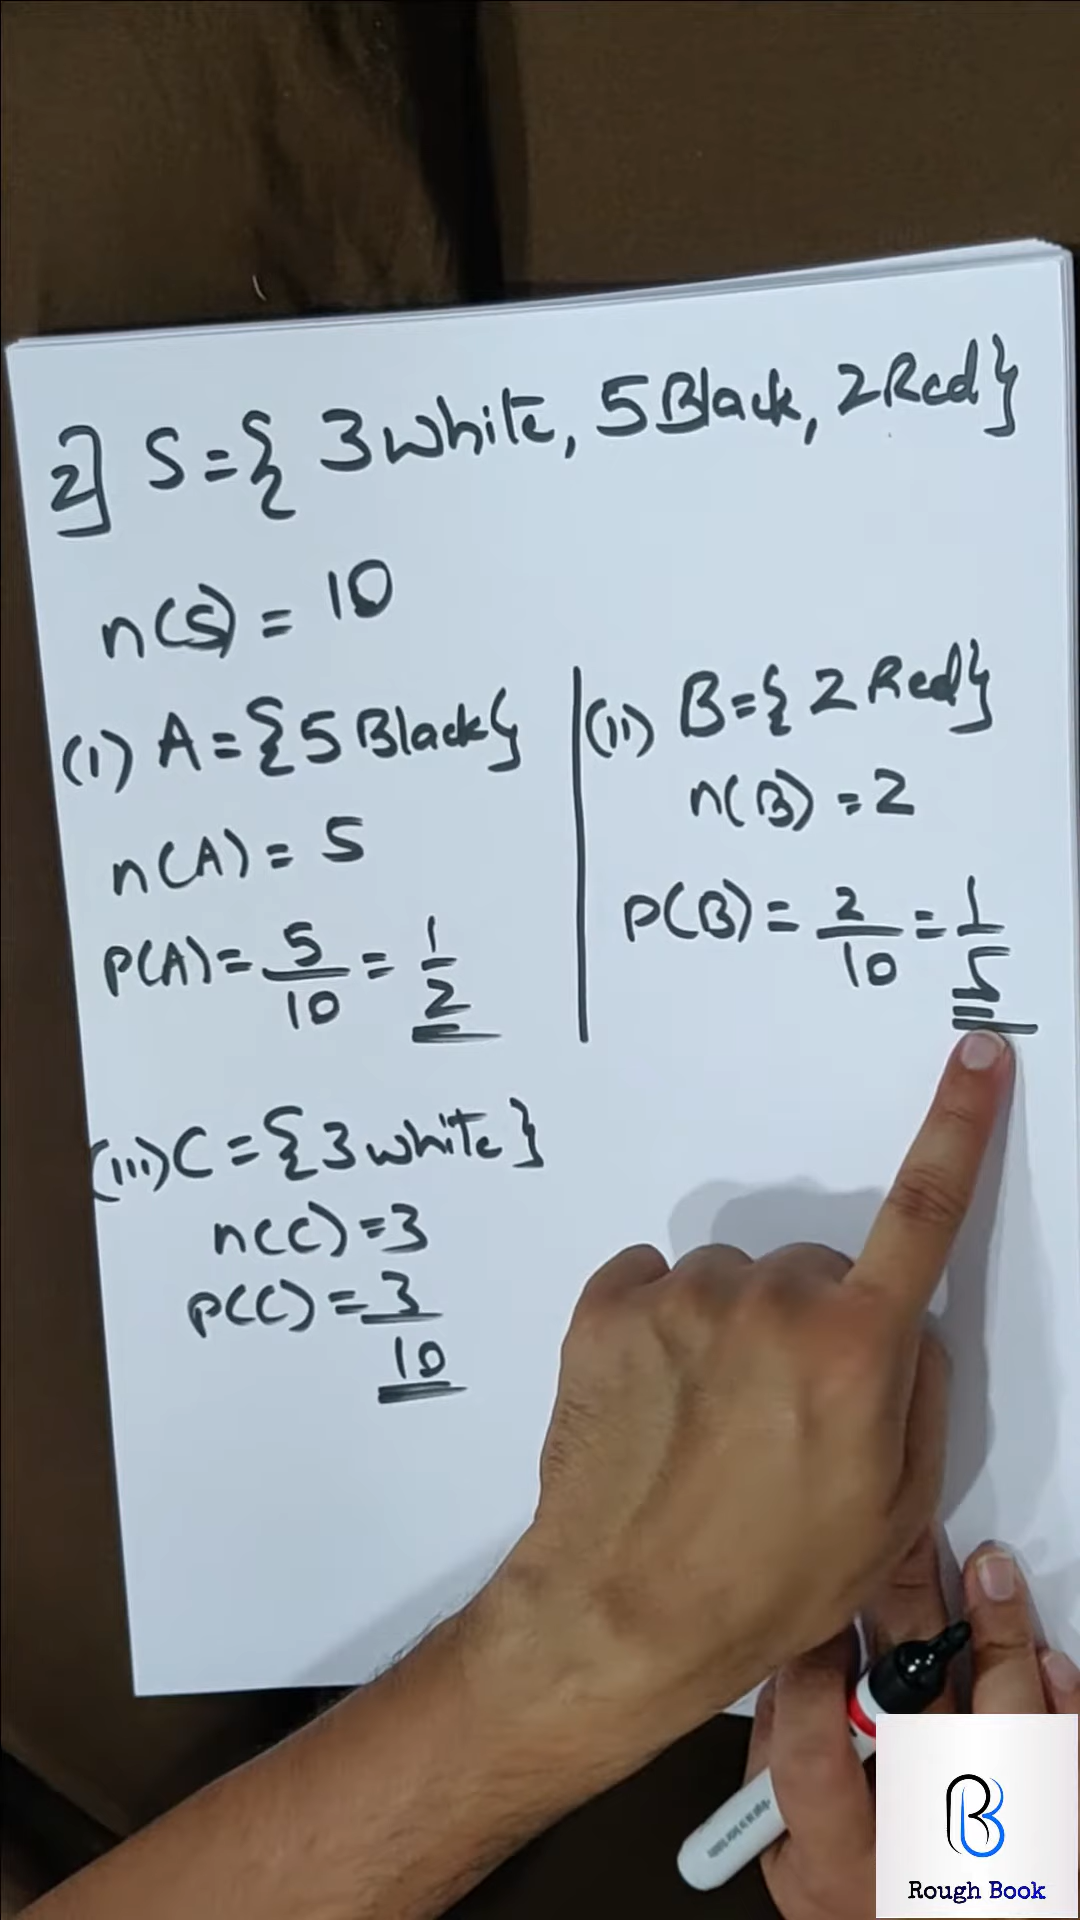 2] S={ 3 white, 5 Black, 2 Red}
n(S) = 10
(i) A={5 Black}
n(A) = 5
P(A) = 5/10 = 1/2
(ii) B={2 Red}
n(B) = 2
P(B) = 2/10 = 1/5
(iii) C={3 white}
n(C) = 3
P(C) = 3/10
B
Rough Book